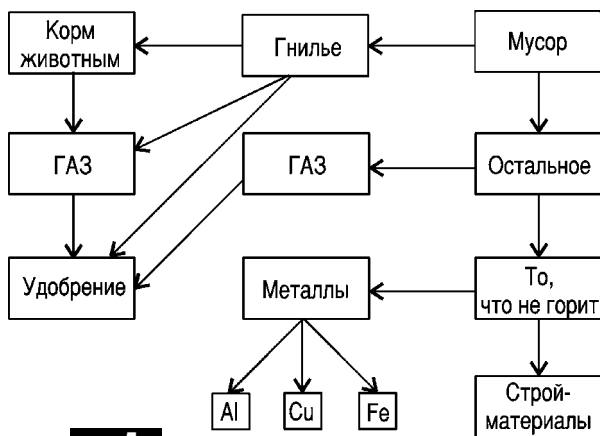 Корм
животным
Гнилье
Мусор
ГАЗ
ГАЗ
Остальное
Удобрение
Металлы
То,
что не горит
Al
Cu
Fe
Строй-
материалы